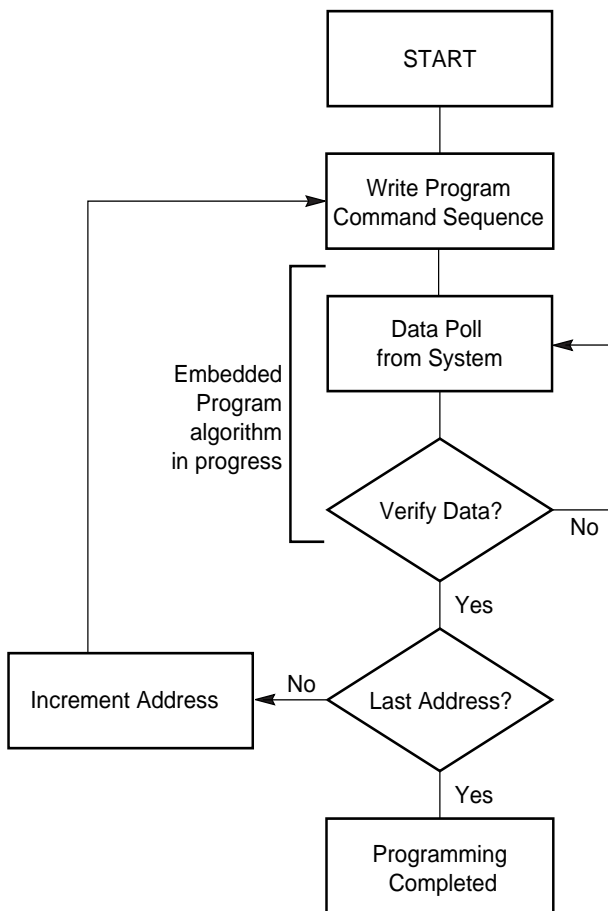 START
Write Program
Command Sequence
Data Poll
from System
Embedded
Program
algorithm
in progress
Verify Data?
No
Yes
Increment Address
No
Last Address?
Yes
Programming
Completed